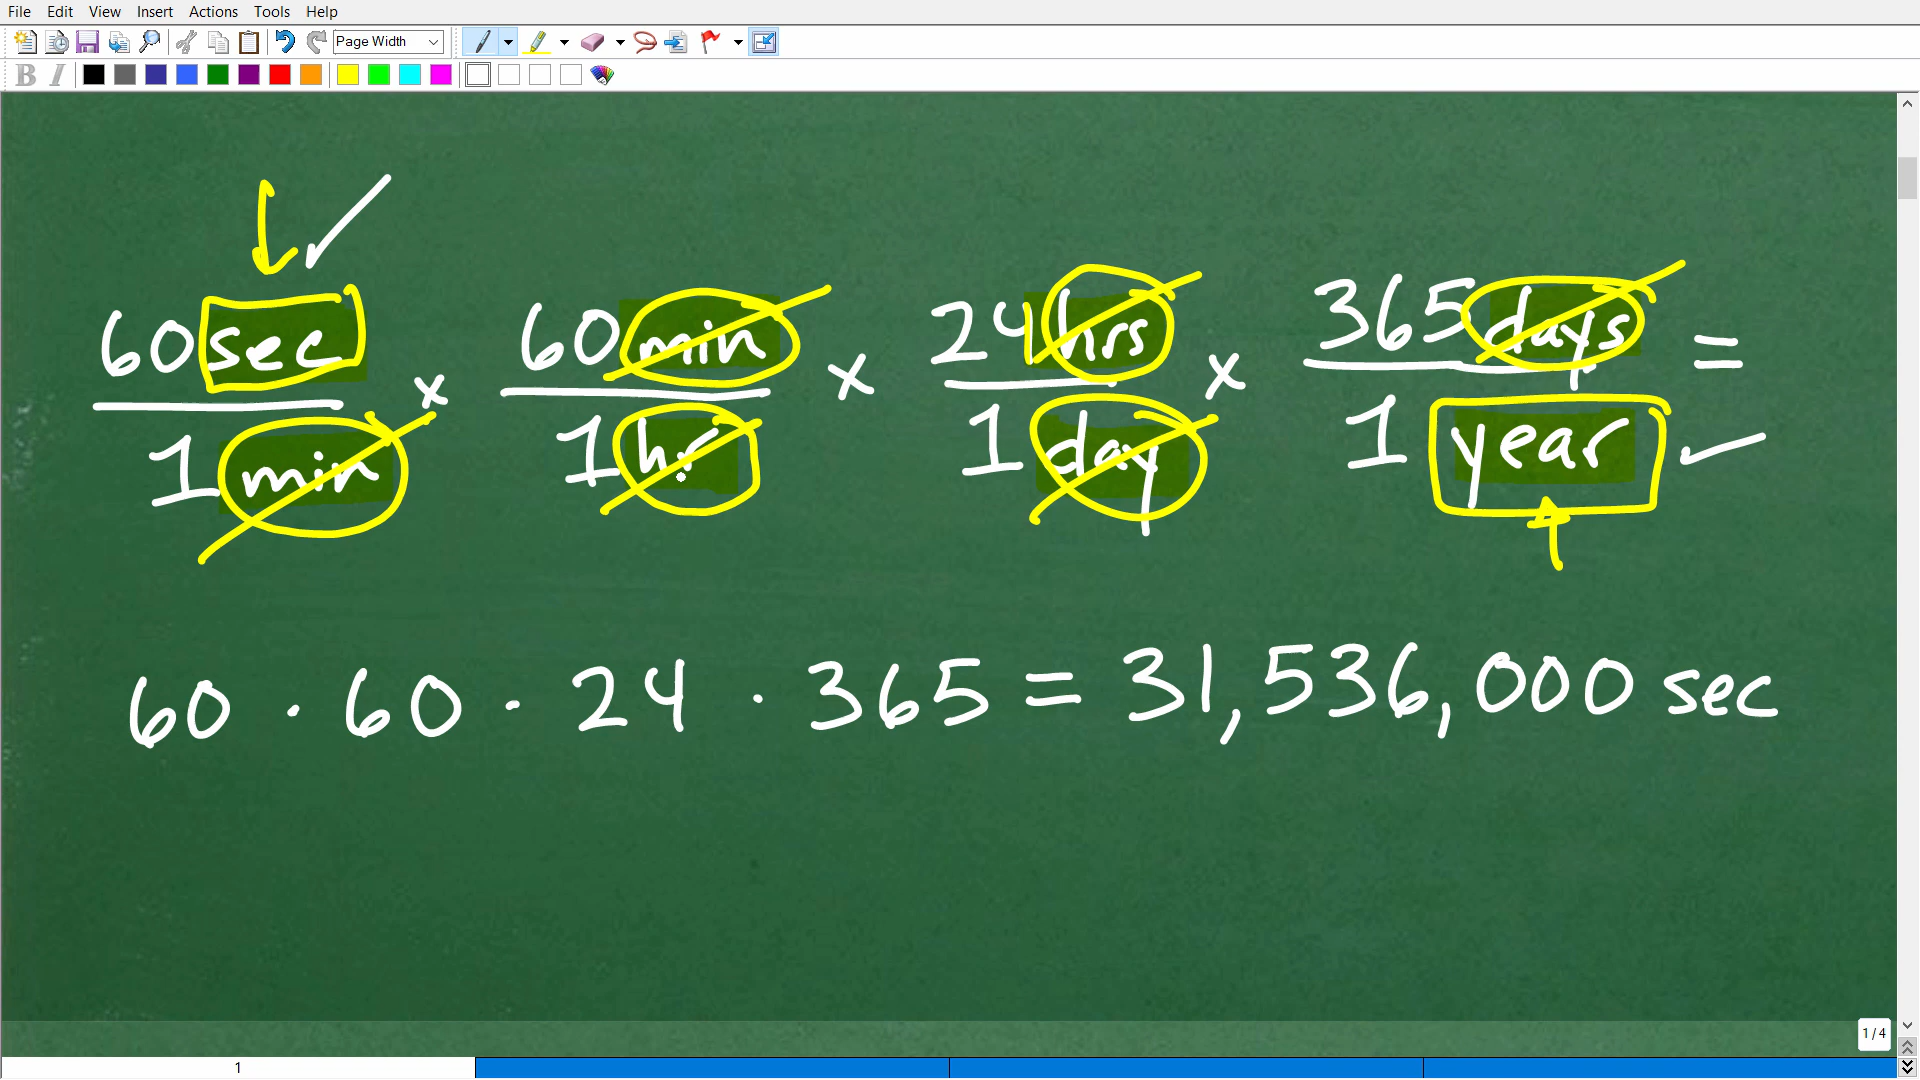 File Edit View Insert Actions Tools Help
Page Width
B I
60 sec / 1 min x 60 min / 1 hr x 24 hrs / 1 day x 365 days / 1 year =
60 · 60 · 24 · 365 = 31,536,000 sec
1 / 4
1